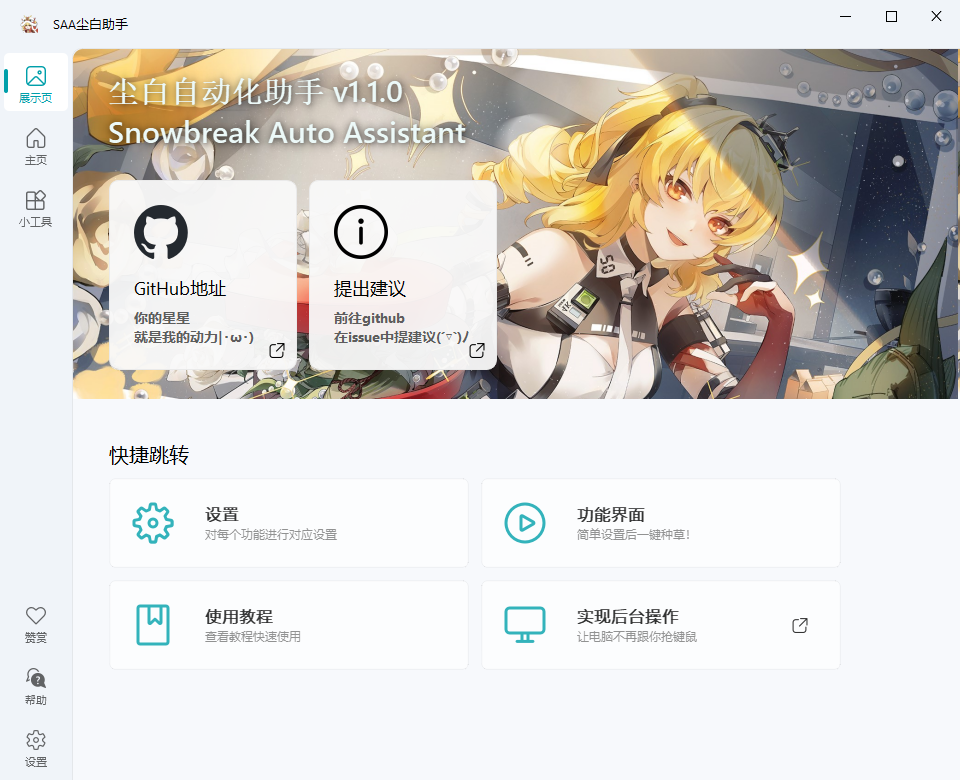 SAA尘白助手
展示页
主页
小工具
尘白自动化助手 v1.1.0
Snowbreak Auto Assistant
GitHub地址
你的星星
就是我的动力|･ω･)
提出建议
前往github
在issue中提建议(´▽`)ﾉ
50
快捷跳转
设置
对每个功能进行对应设置
功能界面
简单设置后一键种草！
使用教程
查看教程快速使用
实现后台操作
让电脑不再跟你抢键鼠
赞赏
帮助
设置